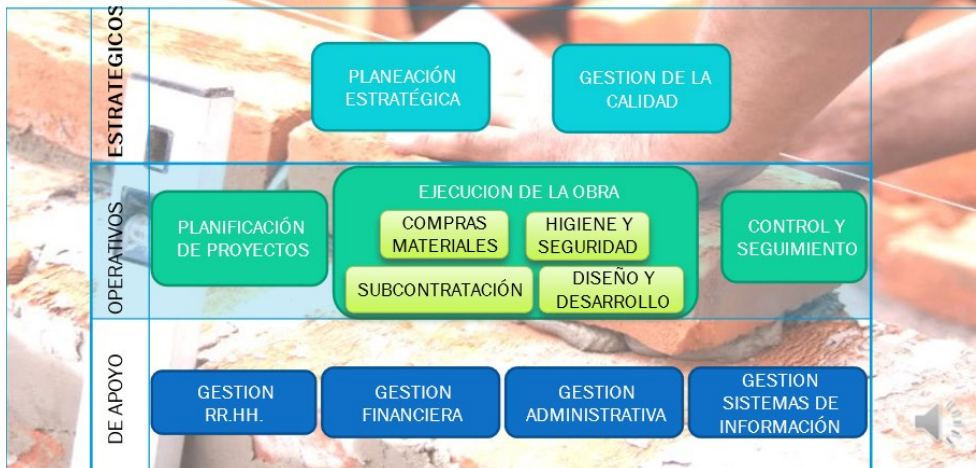 ESTRATEGICOS
PLANEACIÓN
ESTRATÉGICA
GESTION DE LA
CALIDAD
OPERATIVOS
PLANIFICACIÓN
DE PROYECTOS
EJECUCION DE LA OBRA
COMPRAS
MATERIALES
HIGIENE Y
SEGURIDAD
SUBCONTRATACIÓN
DISEÑO Y
DESARROLLO
CONTROL Y
SEGUIMIENTO
DE APOYO
GESTION
RR.HH.
GESTION
FINANCIERA
GESTION
ADMINISTRATIVA
GESTION
SISTEMAS DE
INFORMACIÓN